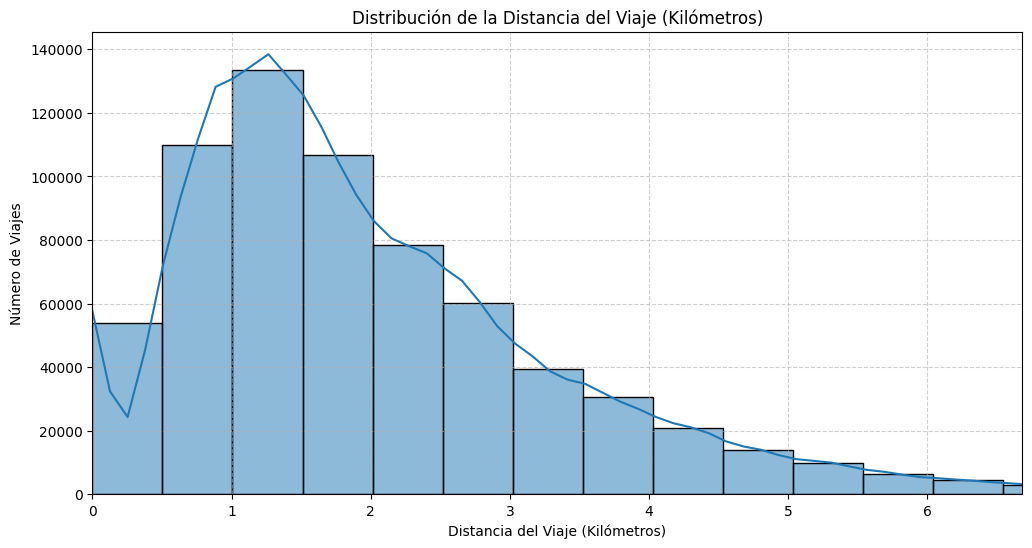 Distribución de la Distancia del Viaje (Kilómetros)
Número de Viajes
140000
120000
100000
80000
60000
40000
20000
0
0 1 2 3 4 5 6
Distancia del Viaje (Kilómetros)